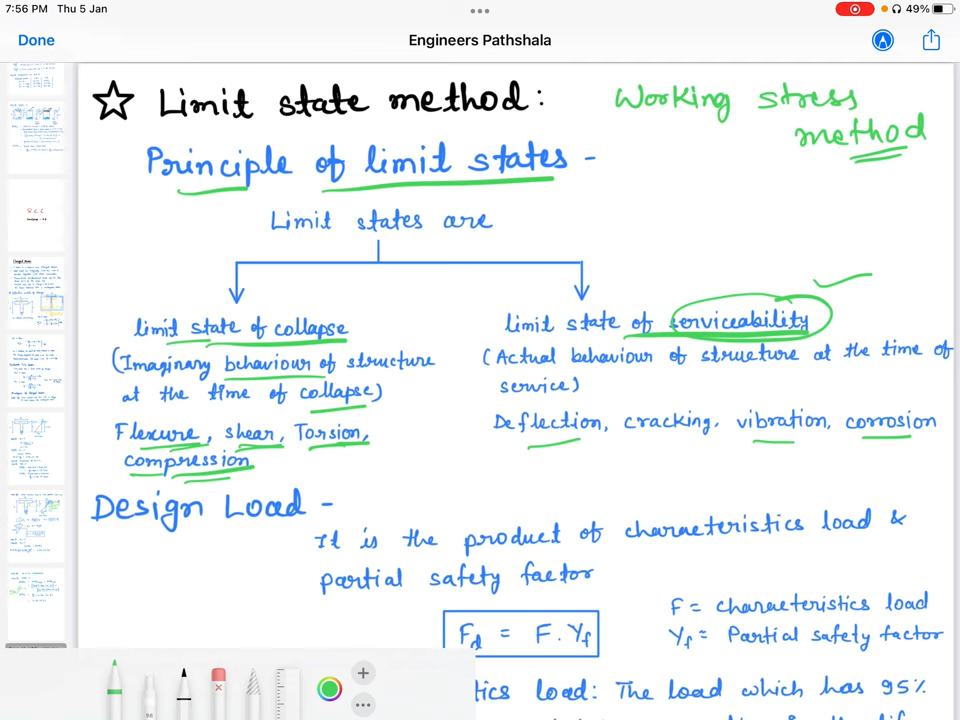 7:56 PM Thu 5 Jan
49%
Done
Engineers Pathshala
Limit state method:
Working stress
method
Principle of limit states -
Limit states are
limit state of collapse
(Imaginary behaviour of structure
at the time of collapse)
Flexure, shear, Torsion,
compression
limit state of serviceability
(Actual behaviour of structure at the time of
service)
Deflection, cracking, vibration, corrosion
Design Load -
It is the product of characteristics load &
partial safety factor
Fd = F. Yf
F = characteristics load
Yf = Partial safety factor
tics load: The load which has 95%